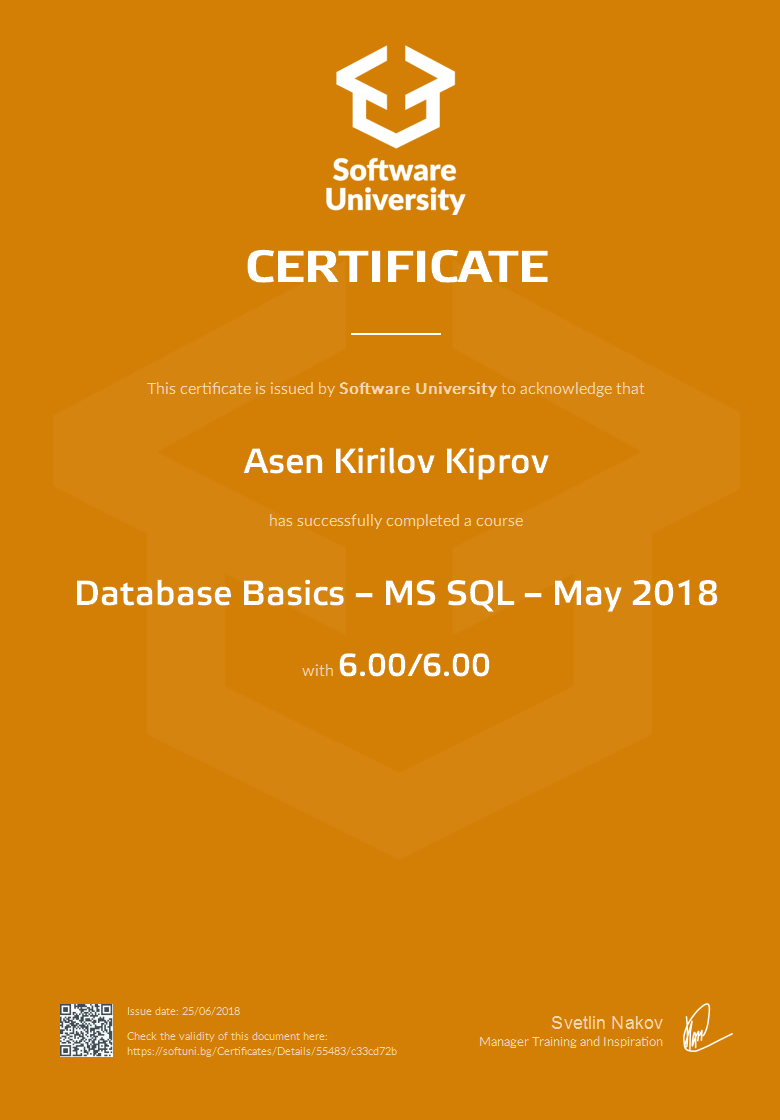 Software
University
CERTIFICATE
This certificate is issued by Software University to acknowledge that
Asen Kirilov Kiprov
has successfully completed a course
Database Basics – MS SQL – May 2018
with 6.00/6.00
Issue date: 25/06/2018
Check the validity of this document here:
https://softuni.bg/Certificates/Details/55483/c33cd72b
Svetlin Nakov
Manager Training and Inspiration